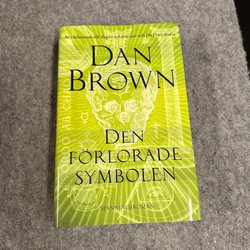 DAN
BROWN
DEN
FÖRLORADE
SYMBOLEN
SPÄNNINGSROMAN